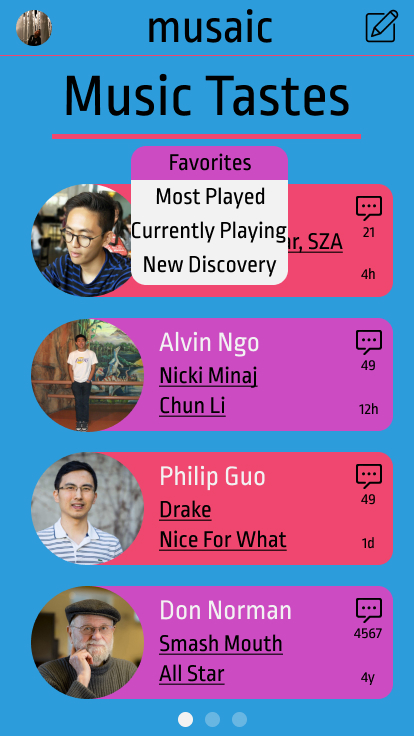 musaic
Music Tastes
Favorites
Most Played
Currently Playing
New Discovery
SZA
21
4h
Alvin Ngo
Nicki Minaj
Chun Li
49
12h
Philip Guo
Drake
Nice For What
49
1d
Don Norman
Smash Mouth
All Star
4567
4y